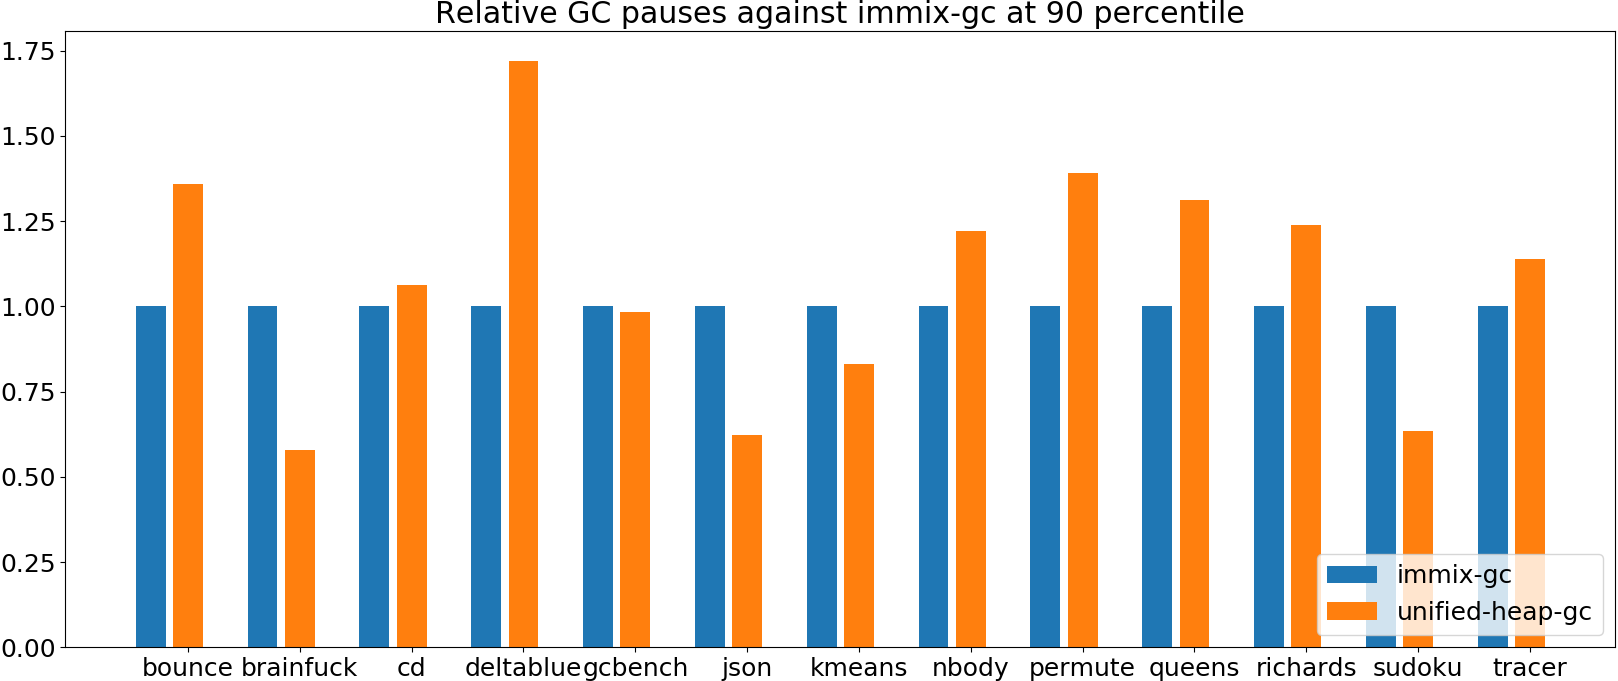 Relative GC pauses against immix-gc at 90 percentile
1.75
1.50
1.25
1.00
0.75
0.50
0.25
0.00
immix-gc
unified-heap-gc
bounce brainfuck cd deltablue gcbench json kmeans nbody permute queens richards sudoku tracer